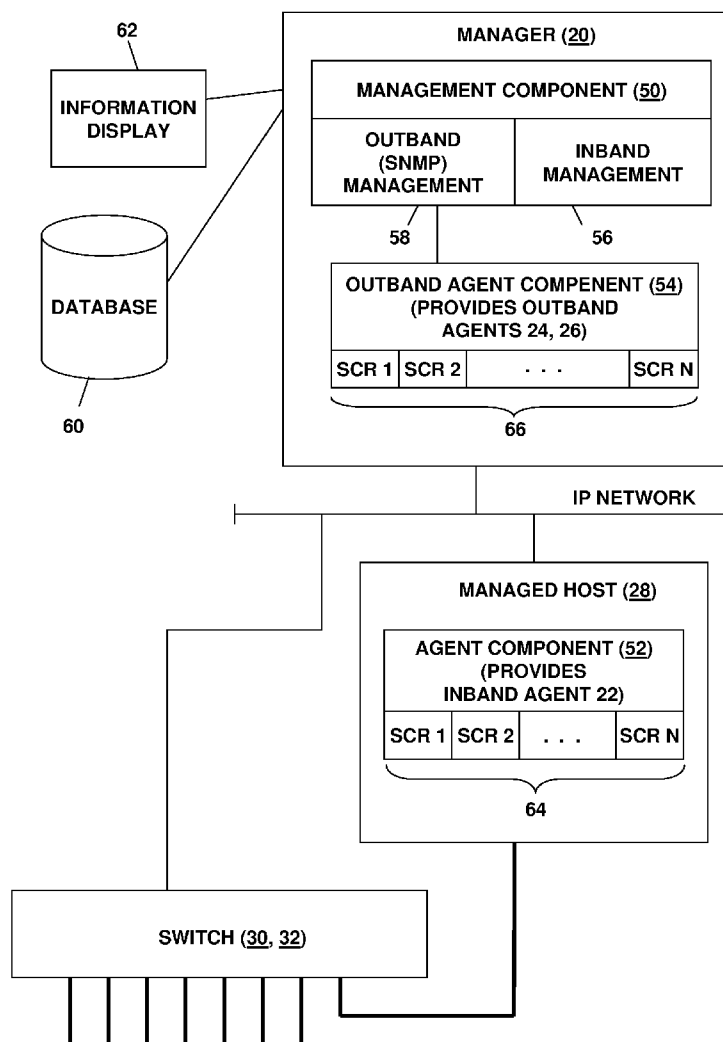 62
INFORMATION
DISPLAY
DATABASE
60
MANAGER (20)
MANAGEMENT COMPONENT (50)
OUTBAND
(SNMP)
MANAGEMENT
INBAND
MANAGEMENT
58
56
OUTBAND AGENT COMPENENT (54)
(PROVIDES OUTBAND
AGENTS 24, 26)
SCR 1 SCR 2 . . . SCR N
66
IP NETWORK
MANAGED HOST (28)
AGENT COMPONENT (52)
(PROVIDES
INBAND AGENT 22)
SCR 1 SCR 2 . . . SCR N
64
SWITCH (30, 32)